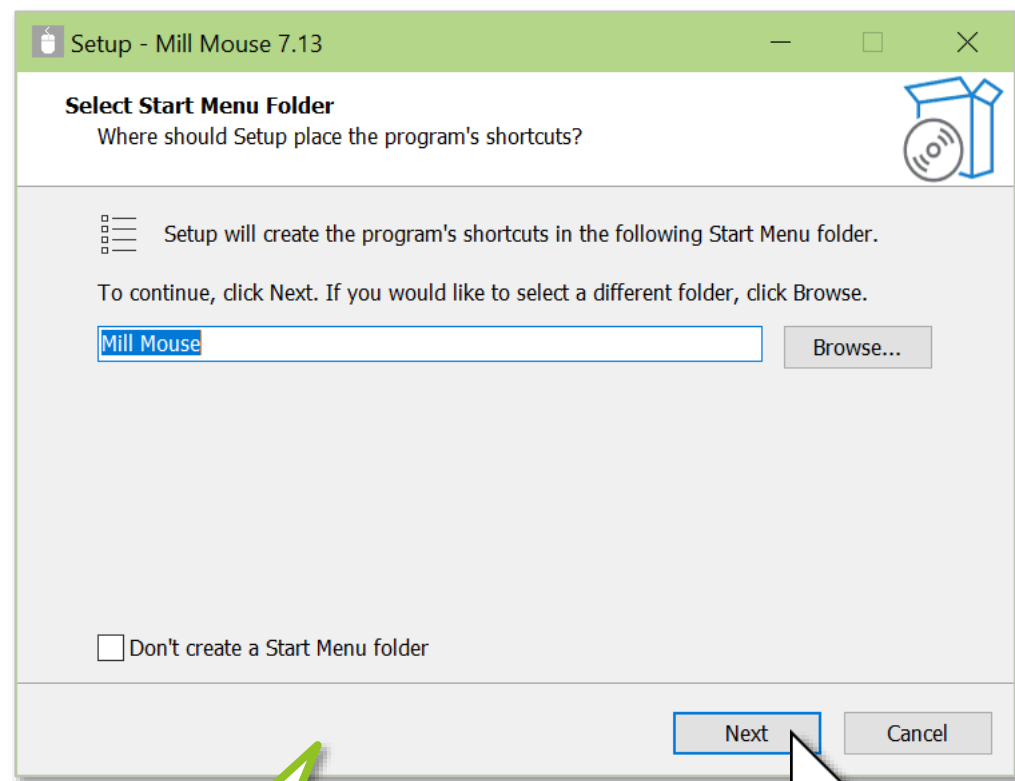 Setup - Mill Mouse 7.13
Select Start Menu Folder
Where should Setup place the program's shortcuts?
Setup will create the program's shortcuts in the following Start Menu folder.
To continue, click Next. If you would like to select a different folder, click Browse.
Mill Mouse
Browse...
Don't create a Start Menu folder
Next
Cancel